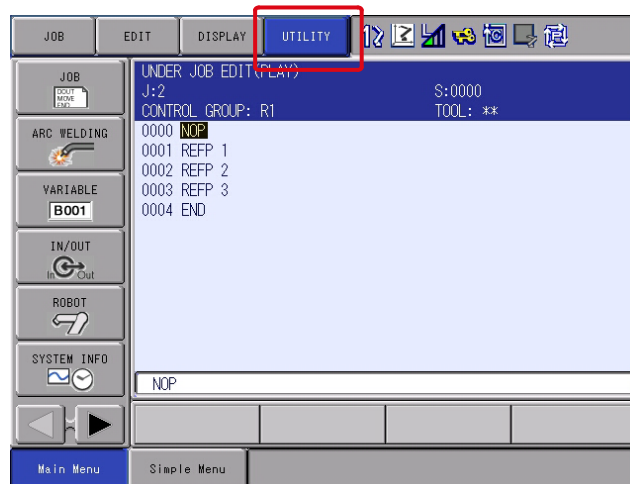 JOB EDIT DISPLAY UTILITY
JOB
DOUT
MOVE
END
ARC WELDING
VARIABLE
B001
IN/OUT
In Out
ROBOT
SYSTEM INFO
UNDER JOB EDIT(PLAY)
J:2 S:0000
CONTROL GROUP: R1 TOOL: **
0000 NOP
0001 REFP 1
0002 REFP 2
0003 REFP 3
0004 END
NOP
Main Menu Simple Menu